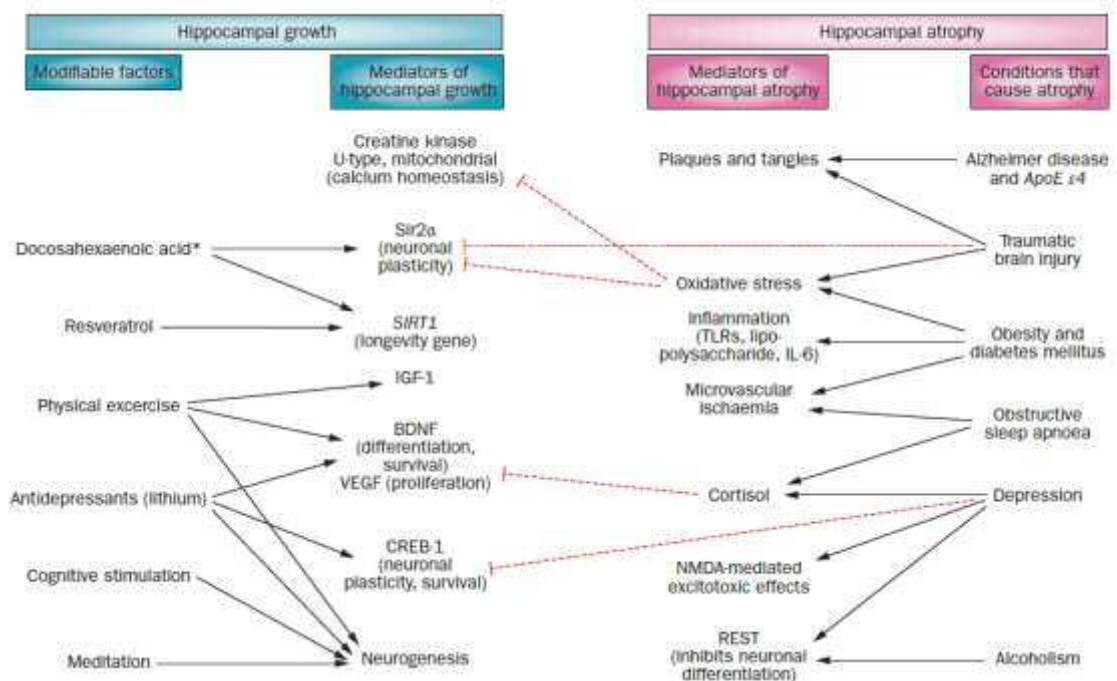 Hippocampal growth
Hippocampal atrophy
Modifiable factors
Mediators of
hippocampal growth
Mediators of
hippocampal atrophy
Conditions that
cause atrophy
Creatine kinase
U-type, mitochondrial
(calcium homeostasis)
Plaques and tangles
Alzheimer disease
and ApoE ε4
Docosahexaenoic acid*
Sir2α
(neuronal
plasticity)
Traumatic
brain injury
Oxidative stress
Resveratrol
SIRT1
(longevity gene)
Inflammation
(TLRs, lipo-
polysaccharide, IL-6)
Obesity and
diabetes mellitus
IGF-1
Physical excercise
Microvascular
ischaemia
Obstructive
sleep apnoea
BDNF
(differentiation,
survival)
VEGF (proliferation)
Antidepressants (lithium)
Cortisol
Depression
CREB-1
(neuronal
plasticity, survival)
Cognitive stimulation
NMDA-mediated
excitotoxic effects
Meditation
Neurogenesis
REST
(inhibits neuronal
differentiation)
Alcoholism